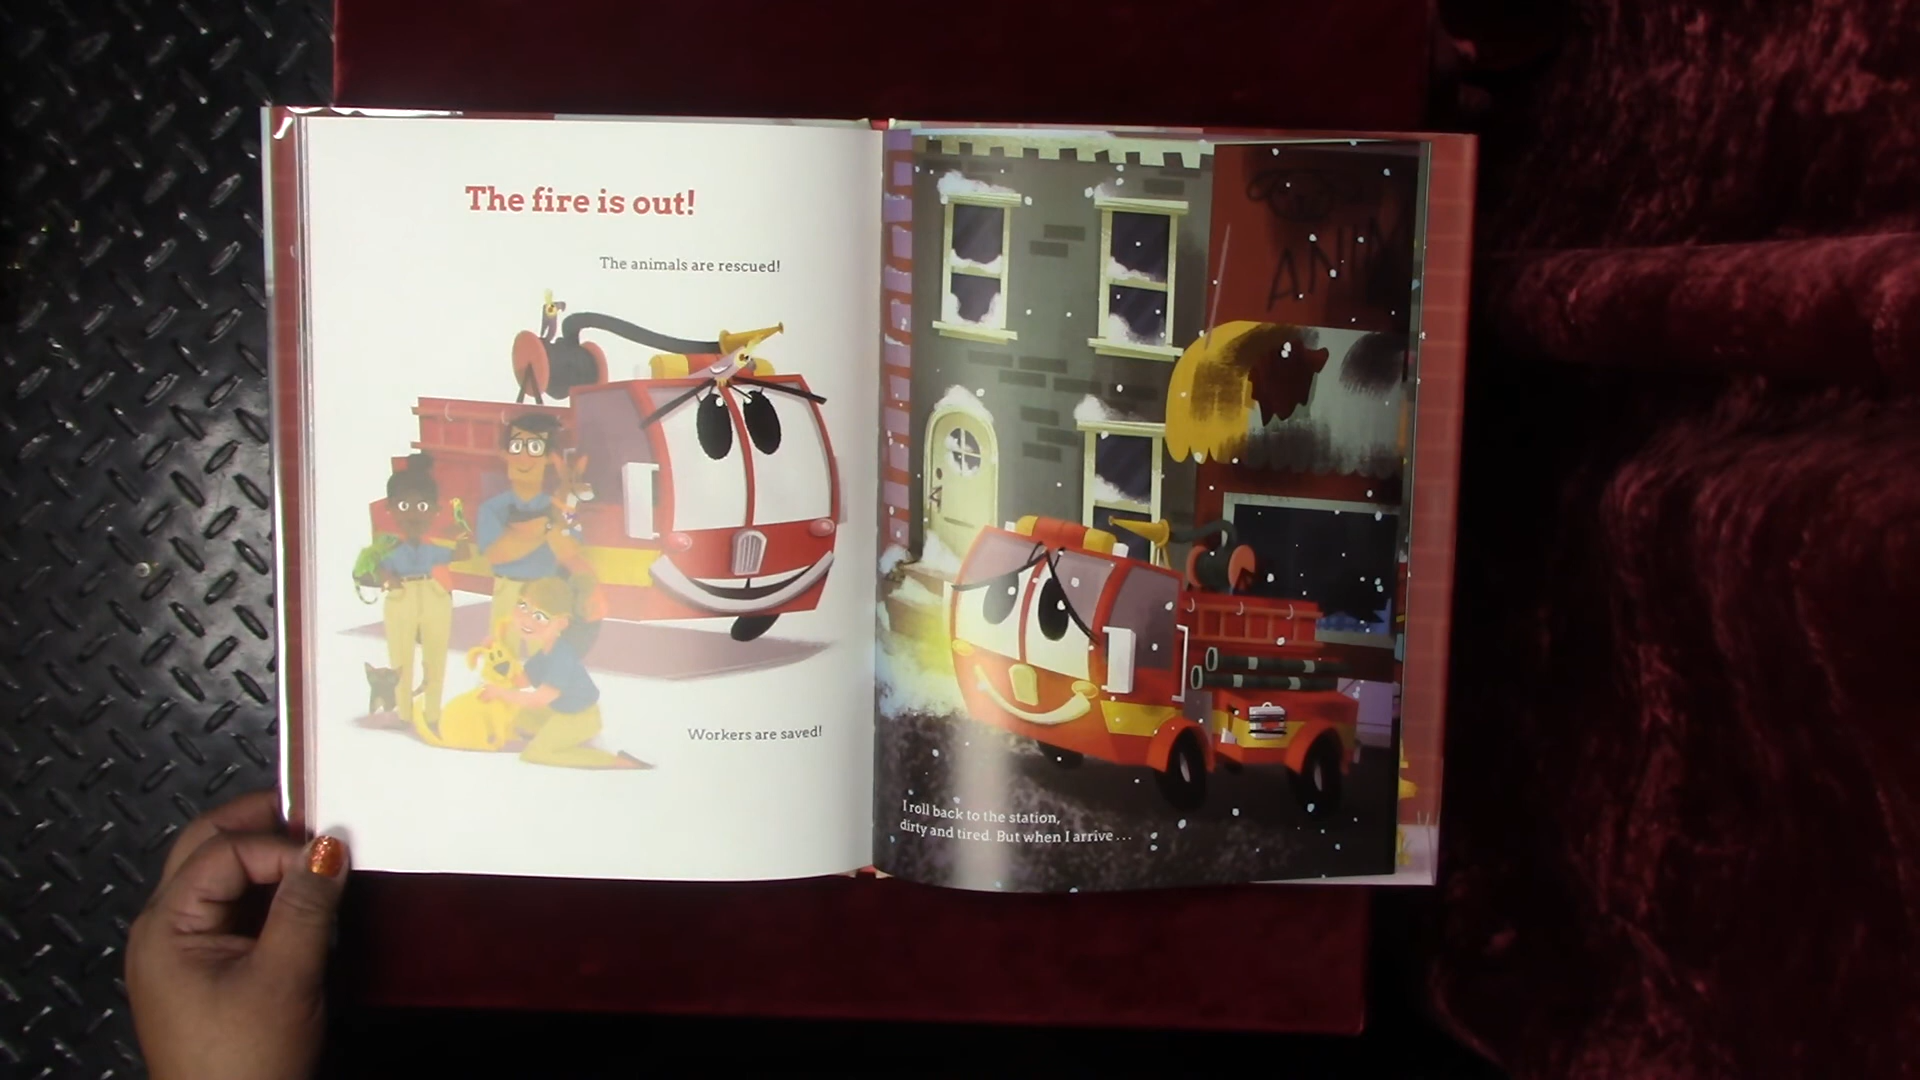 The fire is out!
The animals are rescued!
Workers are saved!
ANIM
I roll back to the station,
dirty and tired. But when I arrive . . .